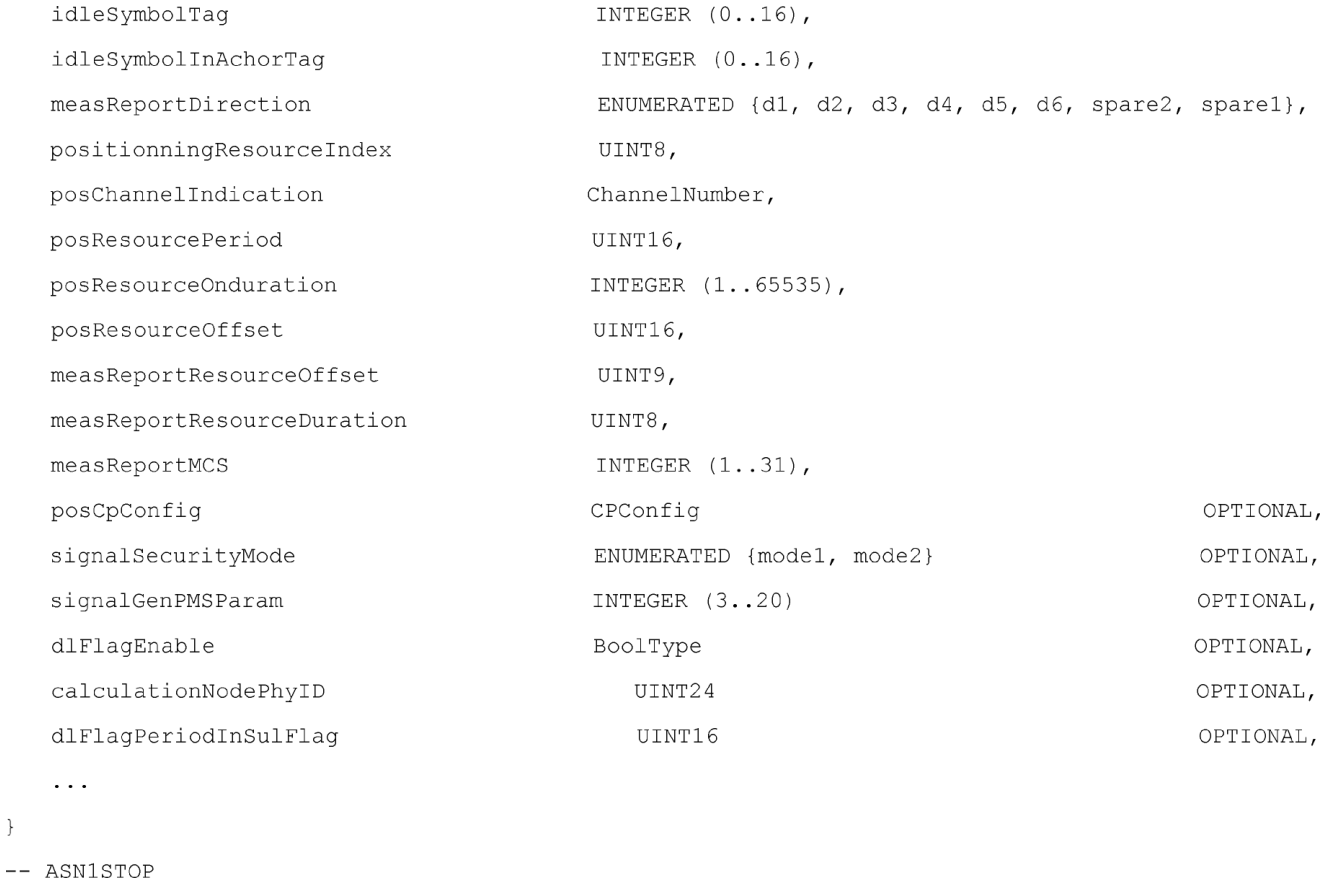 idleSymbolTag INTEGER (0..16),
idleSymbolInAchorTag INTEGER (0..16),
measReportDirection ENUMERATED {d1, d2, d3, d4, d5, d6, spare2, spare1},
positionningResourceIndex UINT8,
posChannelIndication ChannelNumber,
posResourcePeriod UINT16,
posResourceOnduration INTEGER (1..65535),
posResourceOffset UINT16,
measReportResourceOffset UINT9,
measReportResourceDuration UINT8,
measReportMCS INTEGER (1..31),
posCpConfig CPConfig OPTIONAL,
signalSecurityMode ENUMERATED {mode1, mode2} OPTIONAL,
signalGenPMSParam INTEGER (3..20) OPTIONAL,
dlFlagEnable BoolType OPTIONAL,
calculationNodePhyID UINT24 OPTIONAL,
dlFlagPeriodInSulFlag UINT16 OPTIONAL,
...
}
-- ASN1STOP